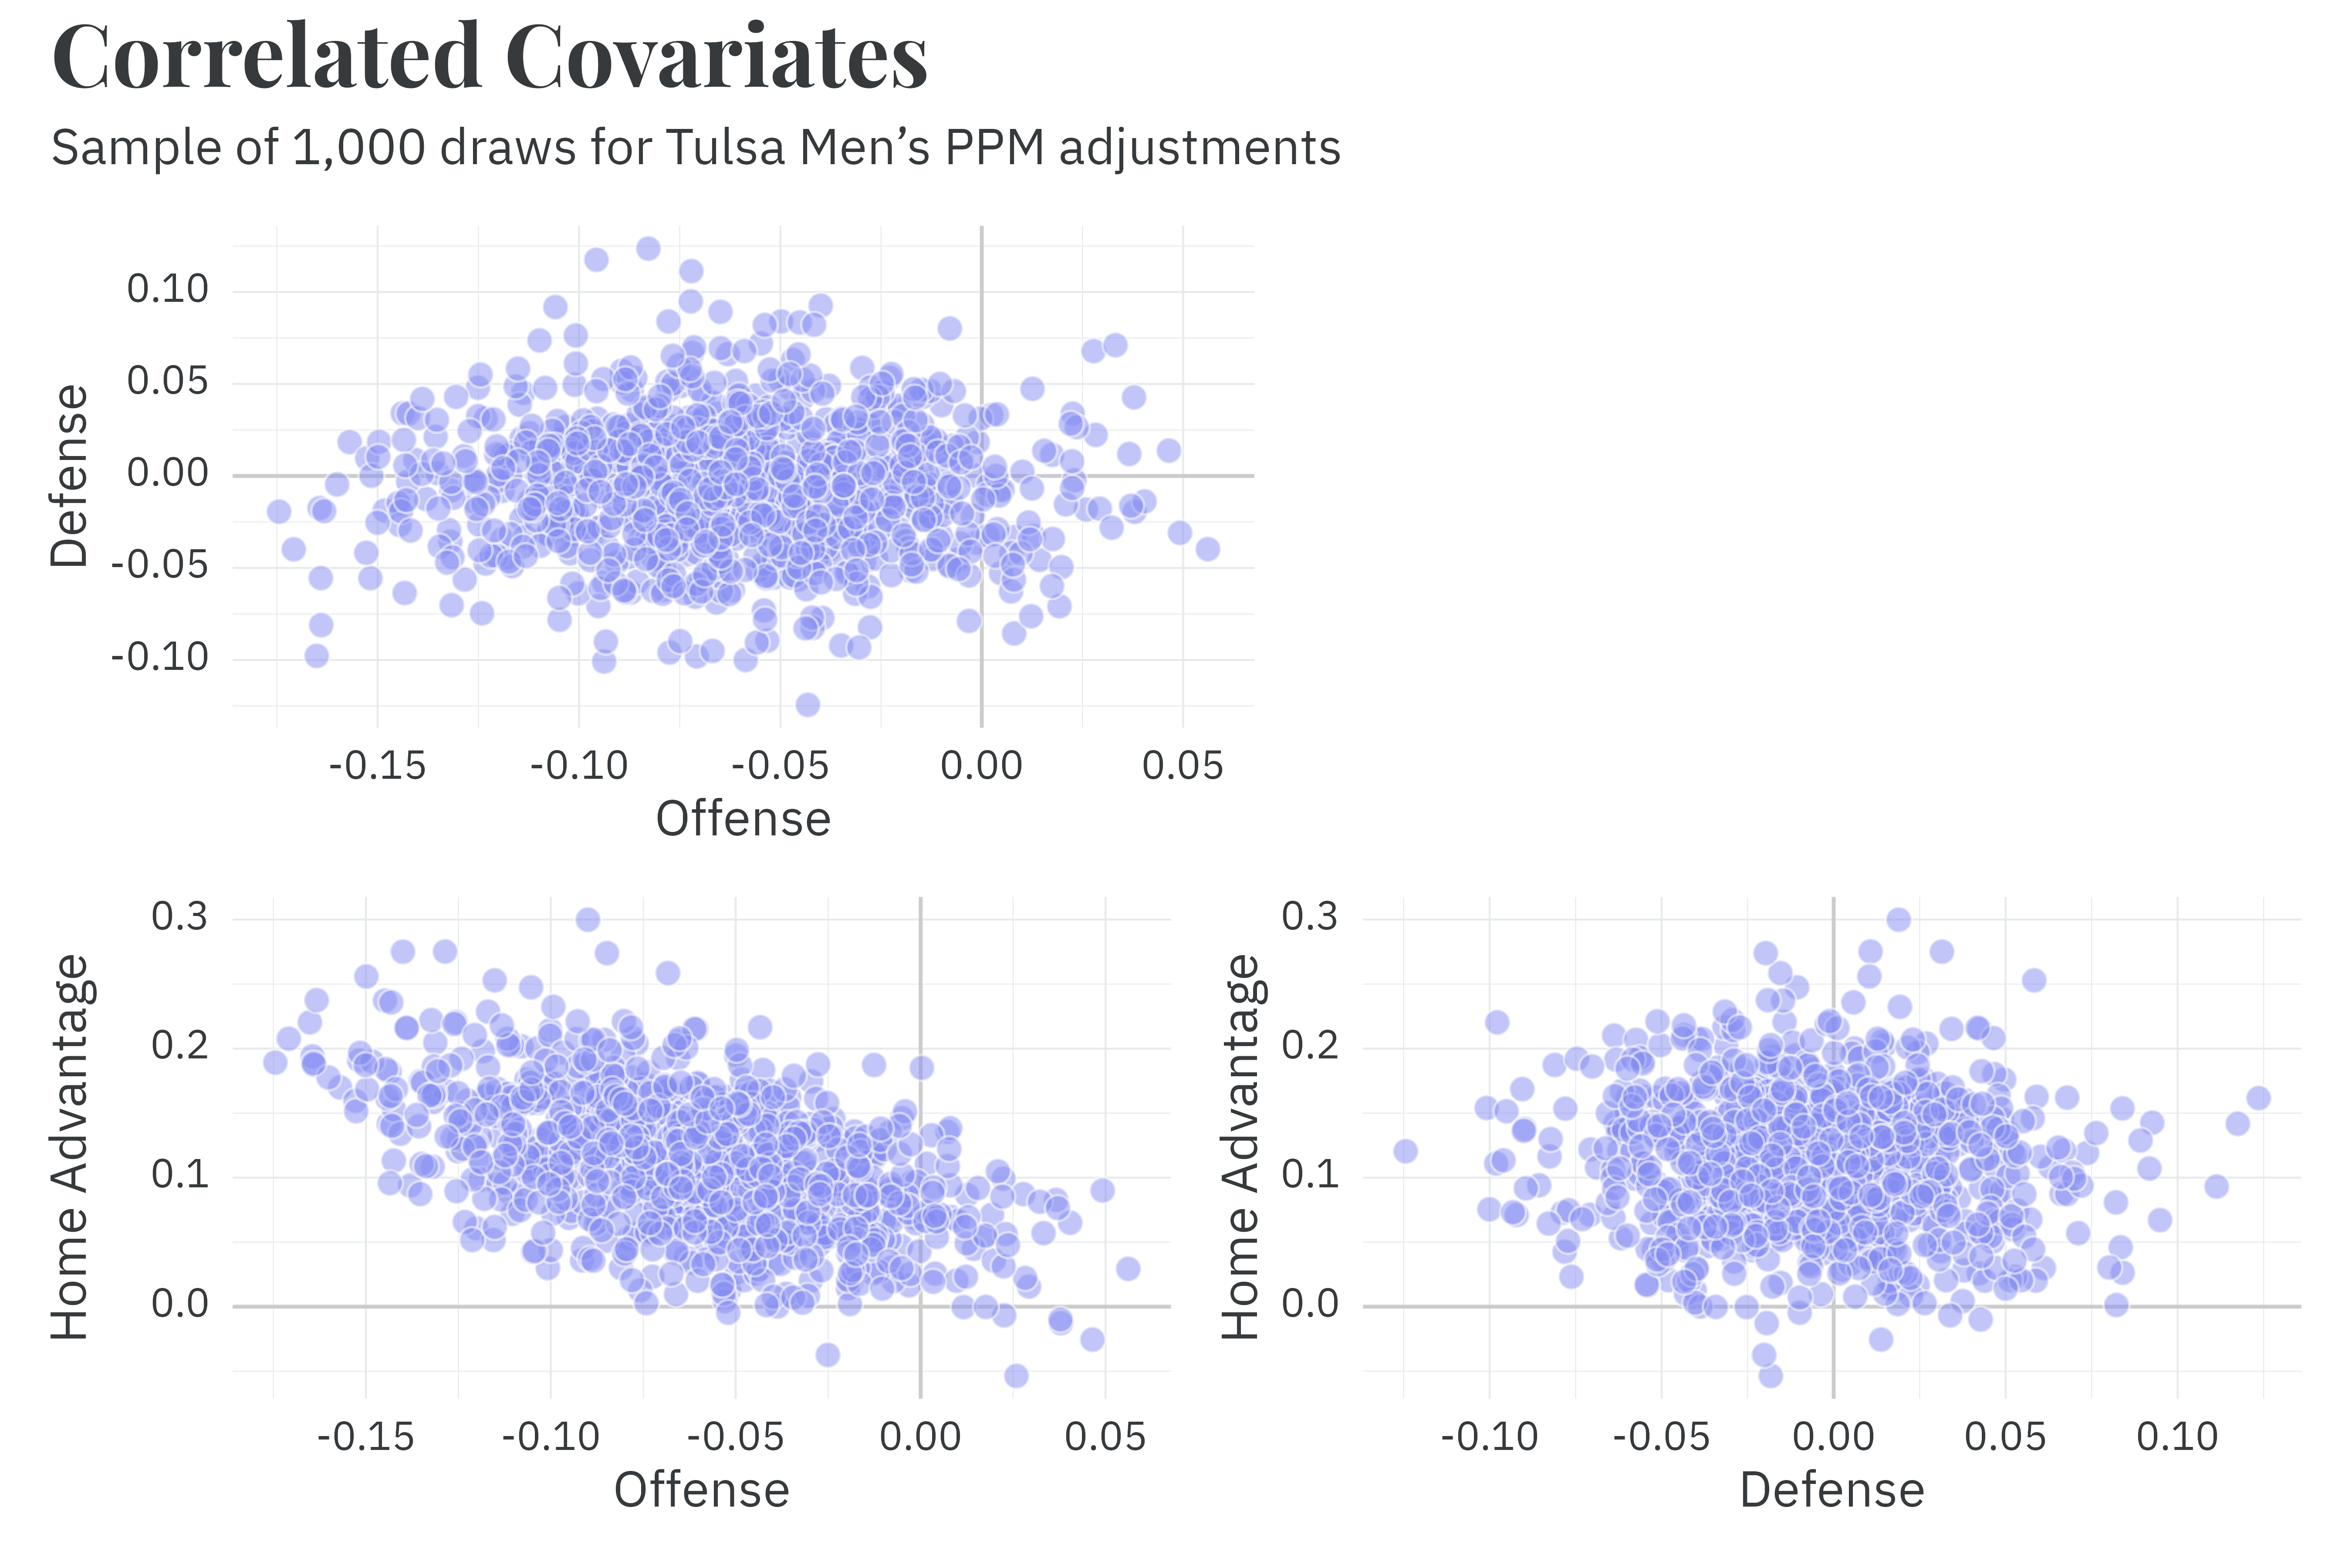 Correlated Covariates
Sample of 1,000 draws for Tulsa Men’s PPM adjustments
Defense
0.10
0.05
0.00
-0.05
-0.10
-0.15 -0.10 -0.05 0.00 0.05
Offense
Home Advantage
0.3
0.2
0.1
0.0
-0.15 -0.10 -0.05 0.00 0.05
Offense
Home Advantage
0.3
0.2
0.1
0.0
-0.10 -0.05 0.00 0.05 0.10
Defense